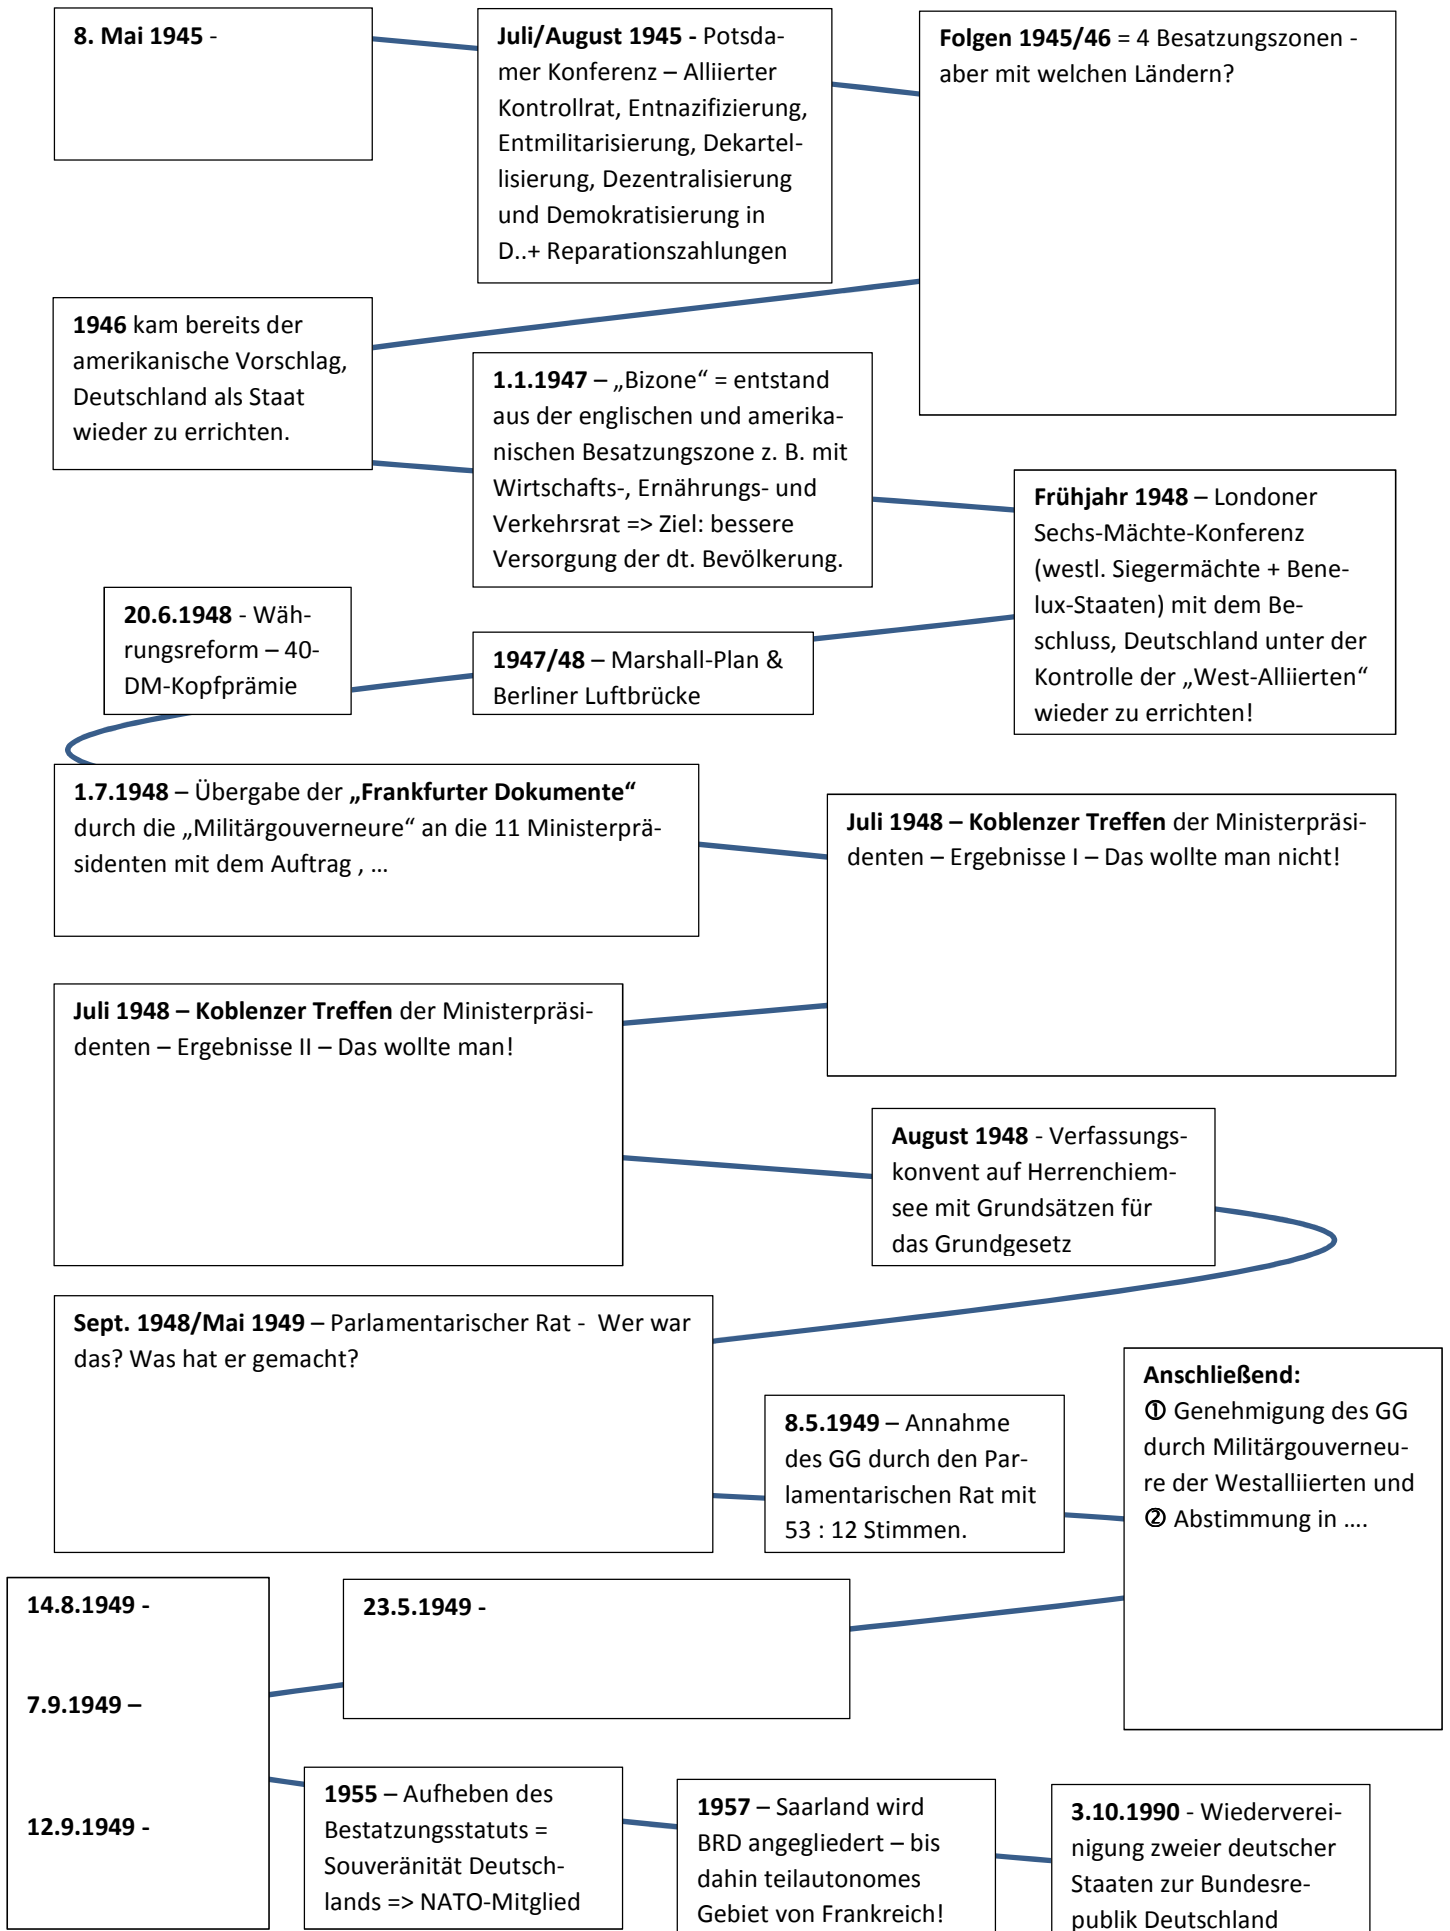 8. Mai 1945 -
Juli/August 1945 - Potsda-
mer Konferenz – Alliierter
Kontrollrat, Entnazifizierung,
Entmilitarisierung, Dekartel-
lisierung, Dezentralisierung
und Demokratisierung in
D..+ Reparationszahlungen
Folgen 1945/46 = 4 Besatzungszonen -
aber mit welchen Ländern?
1946 kam bereits der
amerikanische Vorschlag,
Deutschland als Staat
wieder zu errichten.
1.1.1947 – „Bizone“ = entstand
aus der englischen und amerika-
nischen Besatzungszone z. B. mit
Wirtschafts-, Ernährungs- und
Verkehrsrat => Ziel: bessere
Versorgung der dt. Bevölkerung.
Frühjahr 1948 – Londoner
Sechs-Mächte-Konferenz
(westl. Siegermächte + Bene-
lux-Staaten) mit dem Be-
schluss, Deutschland unter der
Kontrolle der „West-Alliierten“
wieder zu errichten!
1947/48 – Marshall-Plan &
Berliner Luftbrücke
20.6.1948 - Wäh-
rungsreform – 40-
DM-Kopfprämie
1.7.1948 – Übergabe der „Frankfurter Dokumente“
durch die „Militärgouverneure“ an die 11 Ministerprä-
sidenten mit dem Auftrag , …
Juli 1948 – Koblenzer Treffen der Ministerpräsi-
denten – Ergebnisse I – Das wollte man nicht!
Juli 1948 – Koblenzer Treffen der Ministerpräsi-
denten – Ergebnisse II – Das wollte man!
August 1948 - Verfassungs-
konvent auf Herrenchiem-
see mit Grundsätzen für
das Grundgesetz
Sept. 1948/Mai 1949 – Parlamentarischer Rat - Wer war
das? Was hat er gemacht?
8.5.1949 – Annahme
des GG durch den Par-
lamentarischen Rat mit
53 : 12 Stimmen.
Anschließend:
① Genehmigung des GG
durch Militärgouverneu-
re der Westalliierten und
② Abstimmung in ….
23.5.1949 -
14.8.1949 -
7.9.1949 –
12.9.1949 -
1955 – Aufheben des
Bestatzungsstatuts =
Souveränität Deutsch-
lands => NATO-Mitglied
1957 – Saarland wird
BRD angegliedert – bis
dahin teilautonomes
Gebiet von Frankreich!
3.10.1990 - Wiederverei-
nigung zweier deutscher
Staaten zur Bundesre-
publik Deutschland